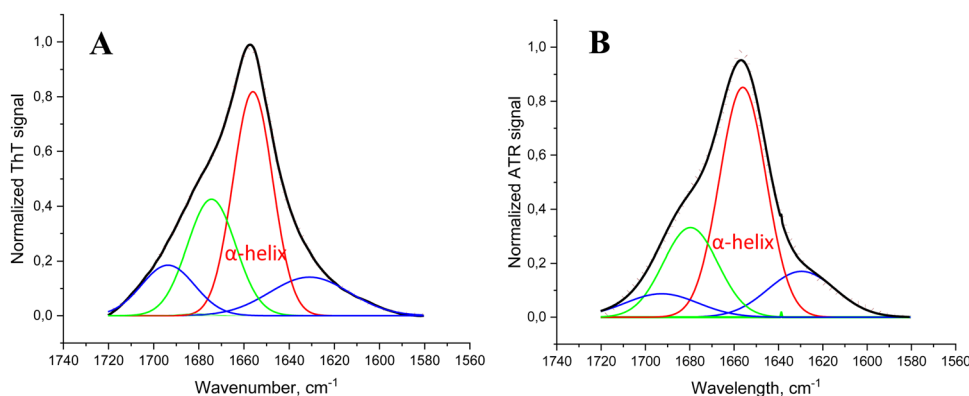 A
Normalized ThT signal
1,0
0,8
0,6
0,4
0,2
0,0
α-helix
1740 1720 1700 1680 1660 1640 1620 1600 1580 1560
Wavenumber, cm-1
B
Normalized ATR signal
1,0
0,8
0,6
0,4
0,2
0,0
α-helix
1740 1720 1700 1680 1660 1640 1620 1600 1580 1560
Wavelength, cm-1